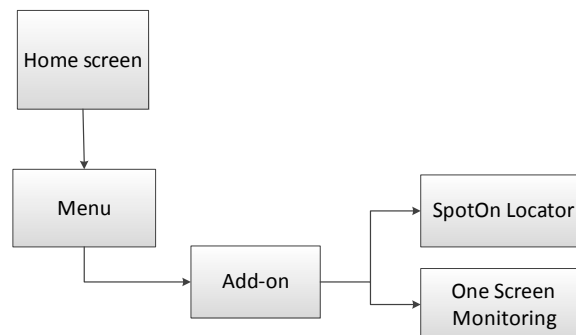 Home screen
Menu
Add-on
SpotOn Locator
One Screen
Monitoring